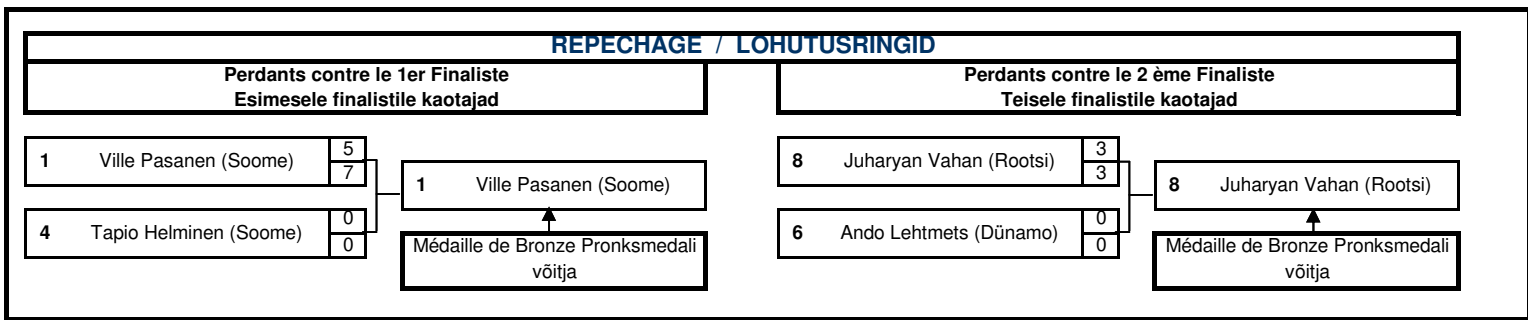 REPECHAGE / LOHUTUSRINGID
Perdants contre le 1er Finaliste
Esimesele finalistile kaotajad
Perdants contre le 2 ème Finaliste
Teisele finalistile kaotajad
1 Ville Pasanen (Soome) 5
7
4 Tapio Helminen (Soome) 0
0
1 Ville Pasanen (Soome)
Médaille de Bronze Pronksmedali
võitja
8 Juharyan Vahan (Rootsi) 3
3
6 Ando Lehtmets (Dünamo) 0
0
8 Juharyan Vahan (Rootsi)
Médaille de Bronze Pronksmedali
võitja